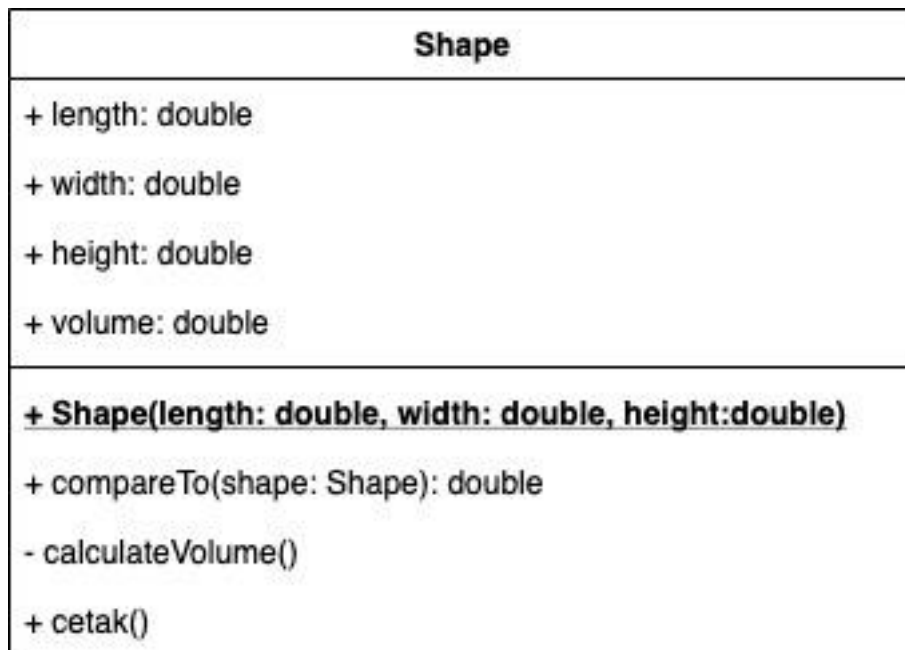 Shape
+ length: double
+ width: double
+ height: double
+ volume: double
+ Shape(length: double, width: double, height:double)
+ compareTo(shape: Shape): double
- calculateVolume()
+ cetak()